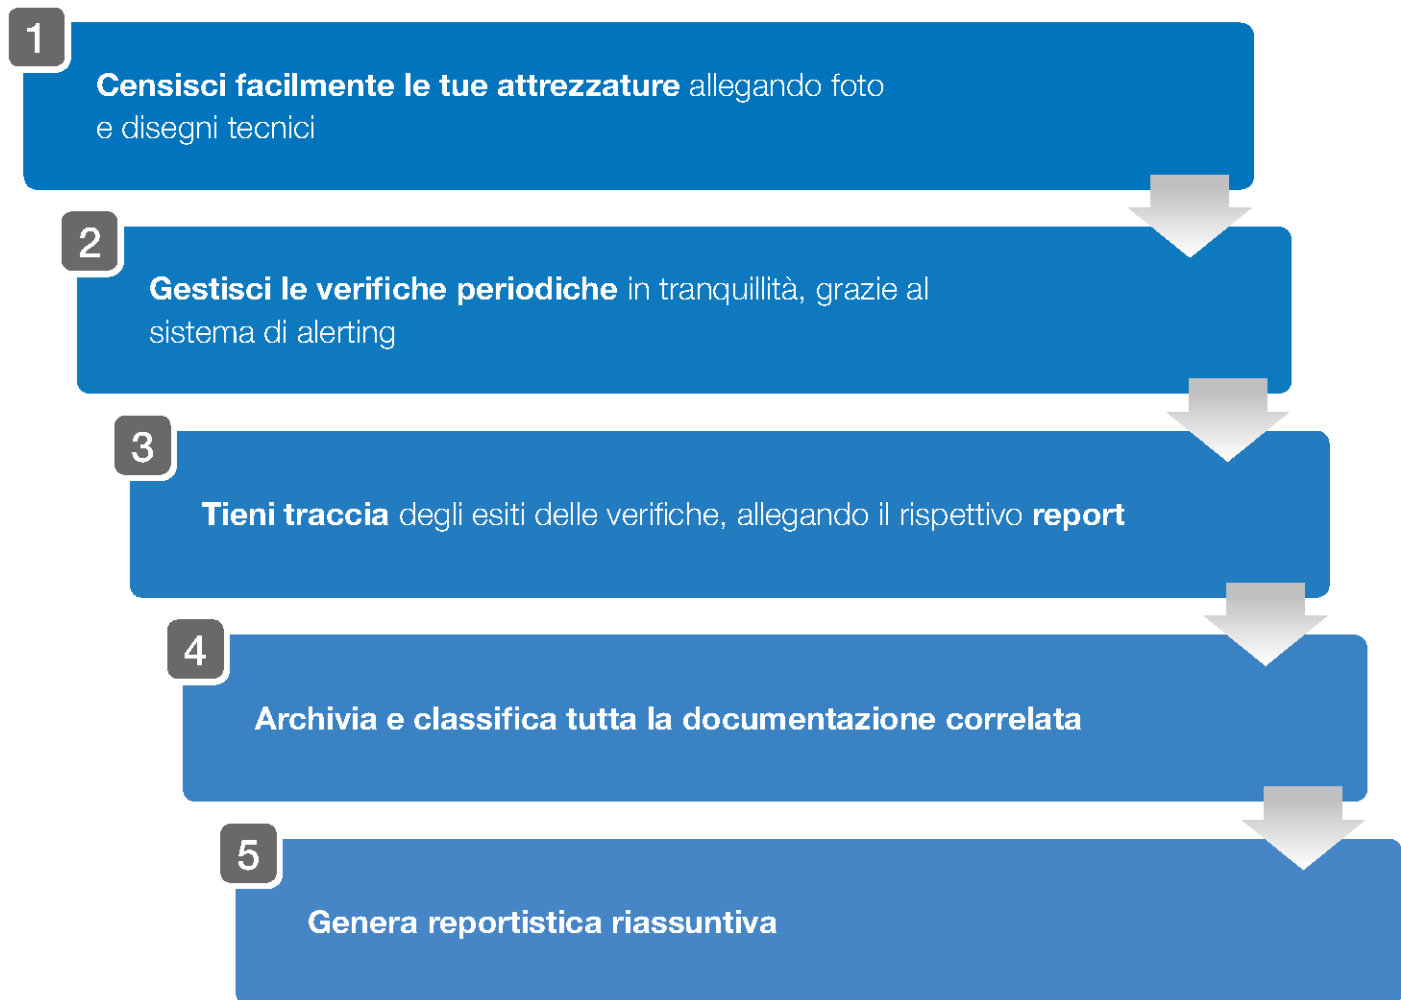 1
Censisci facilmente le tue attrezzature allegando foto
e disegni tecnici
2
Gestisci le verifiche periodiche in tranquillità, grazie al
sistema di alerting
3
Tieni traccia degli esiti delle verifiche, allegando il rispettivo report
4
Archivia e classifica tutta la documentazione correlata
5
Genera reportistica riassuntiva